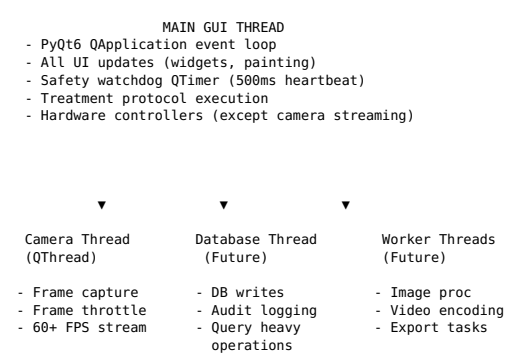 MAIN GUI THREAD
- PyQt6 QApplication event loop
- All UI updates (widgets, painting)
- Safety watchdog QTimer (500ms heartbeat)
- Treatment protocol execution
- Hardware controllers (except camera streaming)
▼ ▼ ▼
Camera Thread Database Thread Worker Threads
(QThread) (Future) (Future)
- Frame capture - DB writes - Image proc
- Frame throttle - Audit logging - Video encoding
- 60+ FPS stream - Query heavy - Export tasks
operations